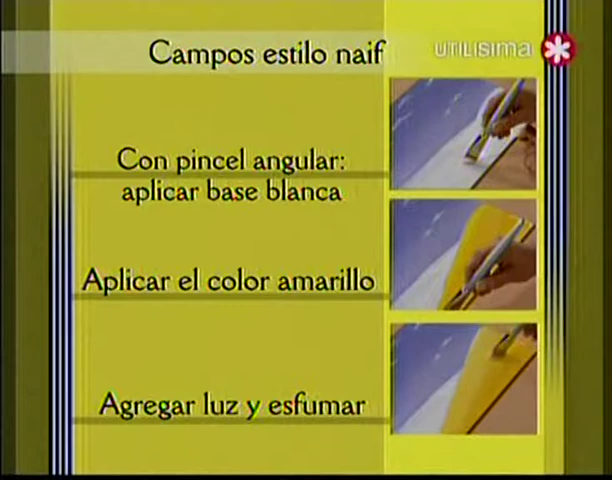 Campos estilo naif
UTILISIMA
Con pincel angular:
aplicar base blanca
Aplicar el color amarillo
Agregar luz y esfumar